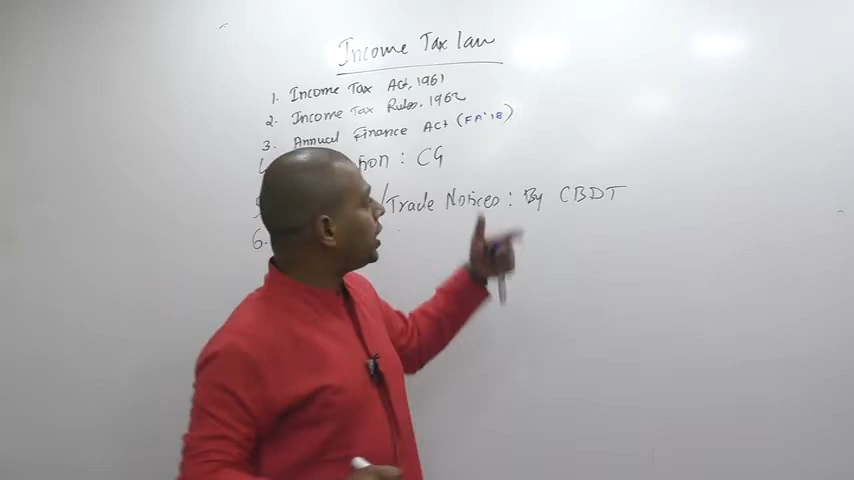 Income Tax law
1. Income Tax Act, 1961
2. Income Tax Rules, 1962
3. Annual Finance Act (FA'18)
: CG
/Trade Notices : By CBDT
6.